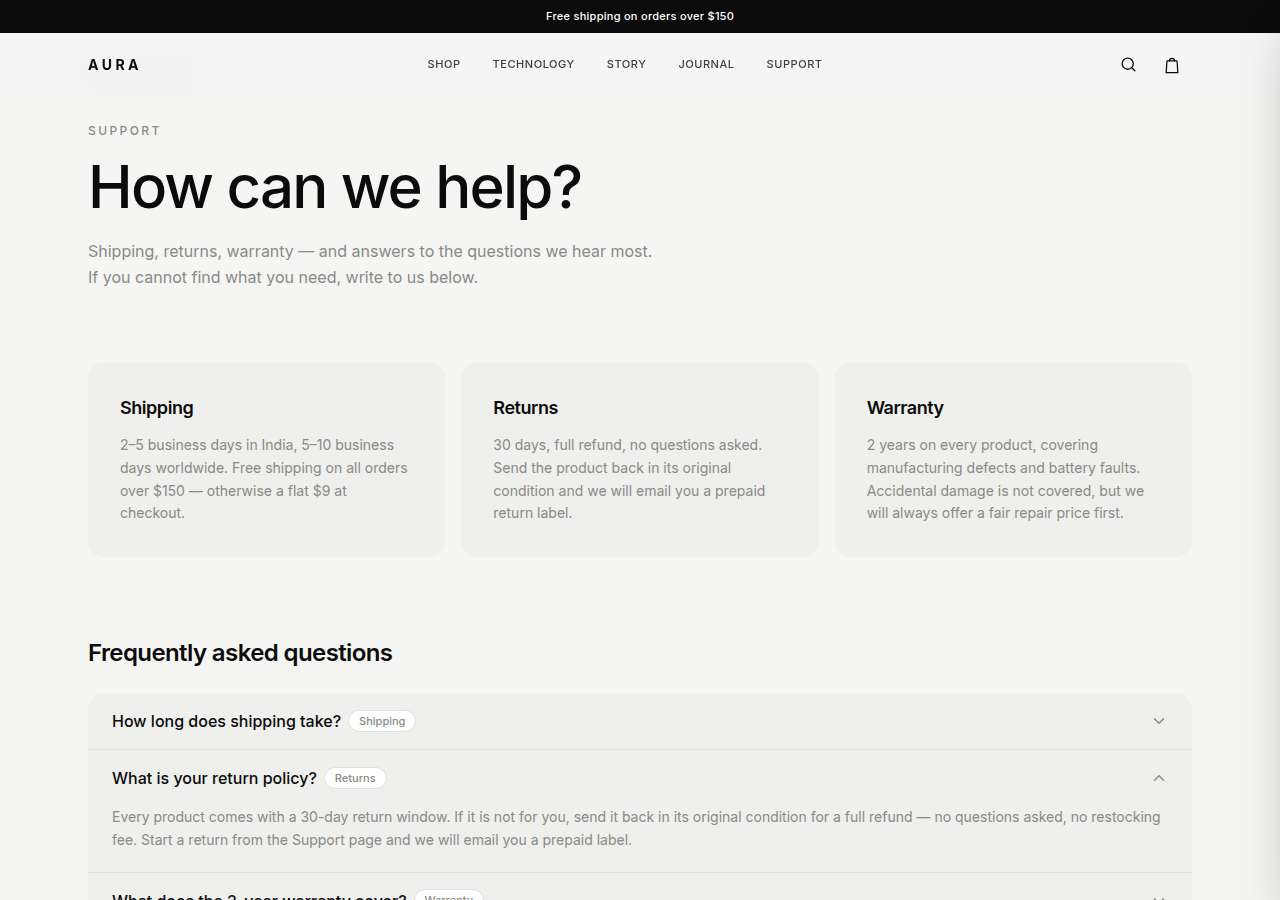 Free shipping on orders over $150
AURA
SHOP TECHNOLOGY STORY JOURNAL SUPPORT
SUPPORT
How can we help?
Shipping, returns, warranty — and answers to the questions we hear most.
If you cannot find what you need, write to us below.
Shipping
2–5 business days in India, 5–10 business
days worldwide. Free shipping on all orders
over $150 — otherwise a flat $9 at
checkout.
Returns
30 days, full refund, no questions asked.
Send the product back in its original
condition and we will email you a prepaid
return label.
Warranty
2 years on every product, covering
manufacturing defects and battery faults.
Accidental damage is not covered, but we
will always offer a fair repair price first.
Frequently asked questions
How long does shipping take? Shipping
What is your return policy? Returns
Every product comes with a 30-day return window. If it is not for you, send it back in its original condition for a full refund — no questions asked, no restocking
fee. Start a return from the Support page and we will email you a prepaid label.
What does the 2-year warranty cover? Warranty